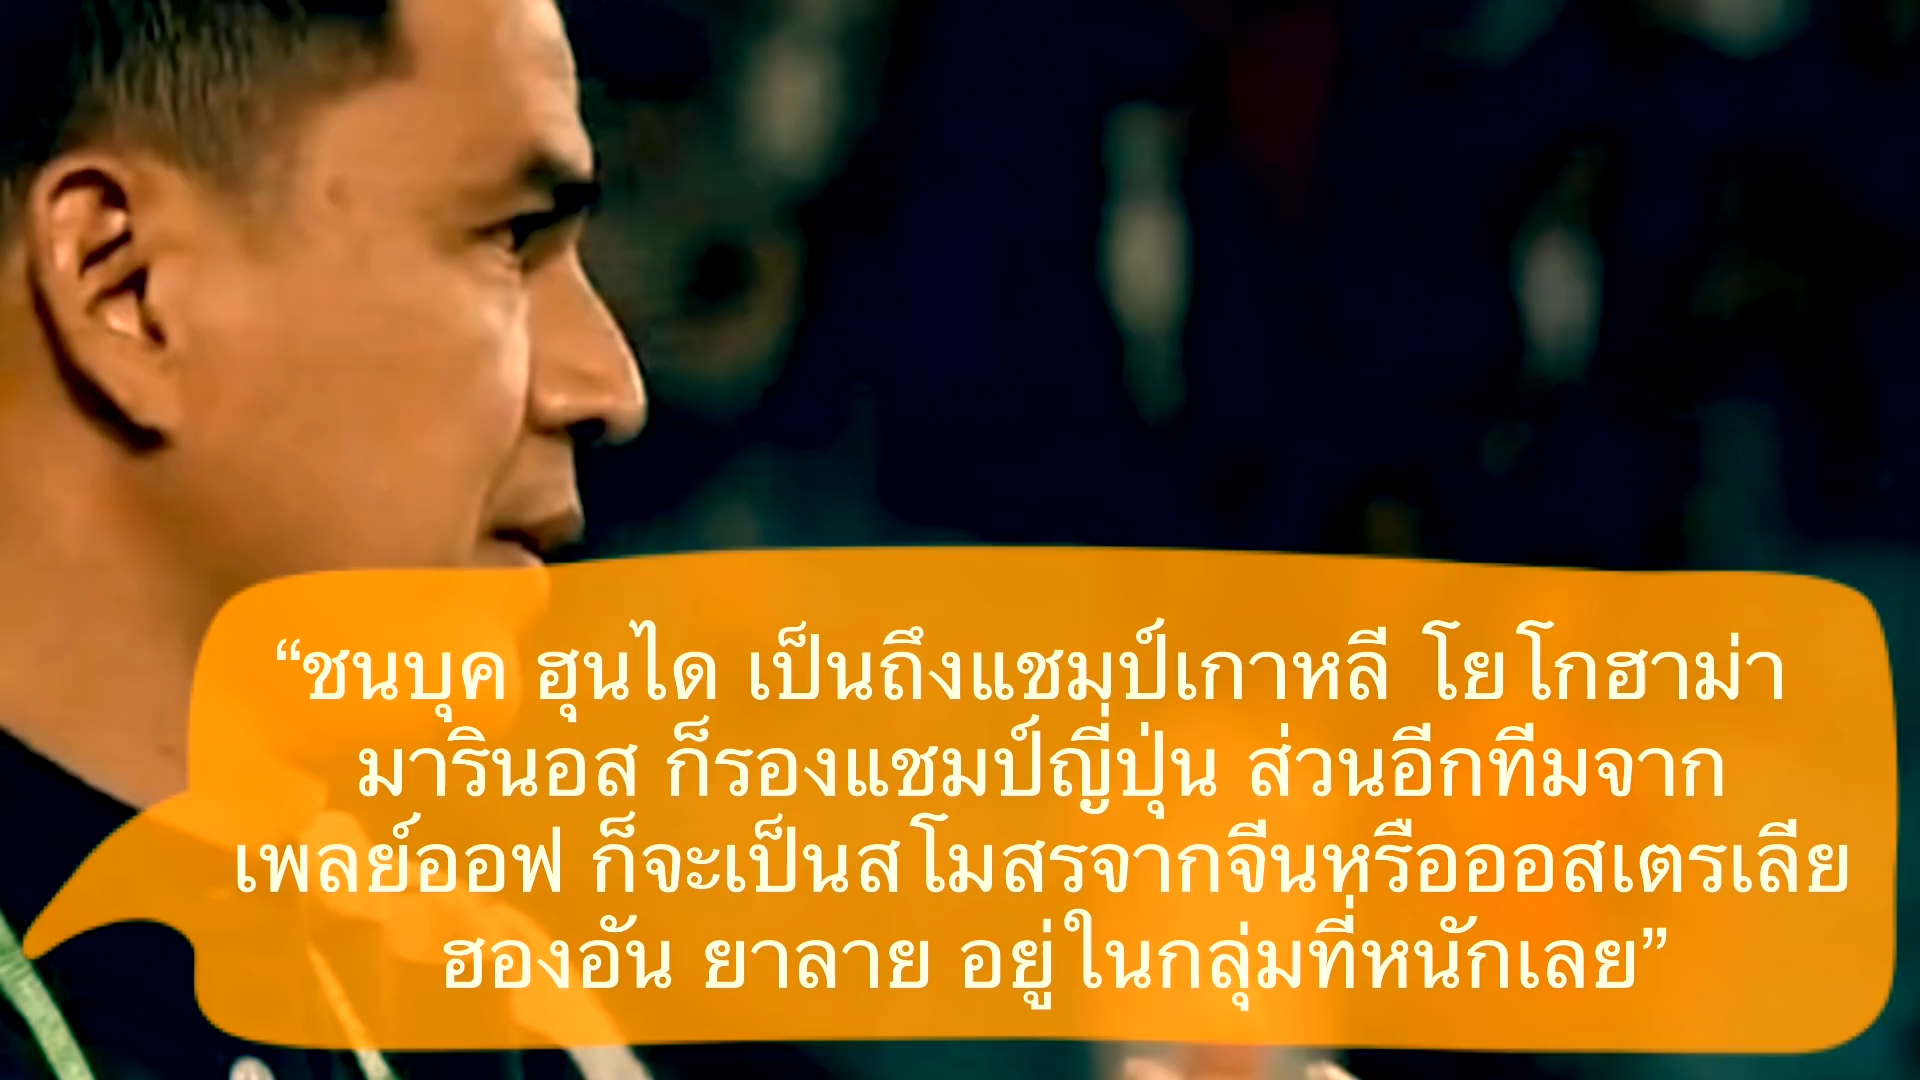 “ชนบุค ฮุนได เป็นถึงแชมป์เกาหลี โยโกฮาม่า
มารินอส ก็รองแชมป์ญี่ปุ่น ส่วนอีกทีมจาก
เพลย์ออฟ ก็จะเป็นสโมสรจากจีนหรือออสเตรเลีย
ฮองอัน ยาลาย อยู่ในกลุ่มที่หนักเลย”